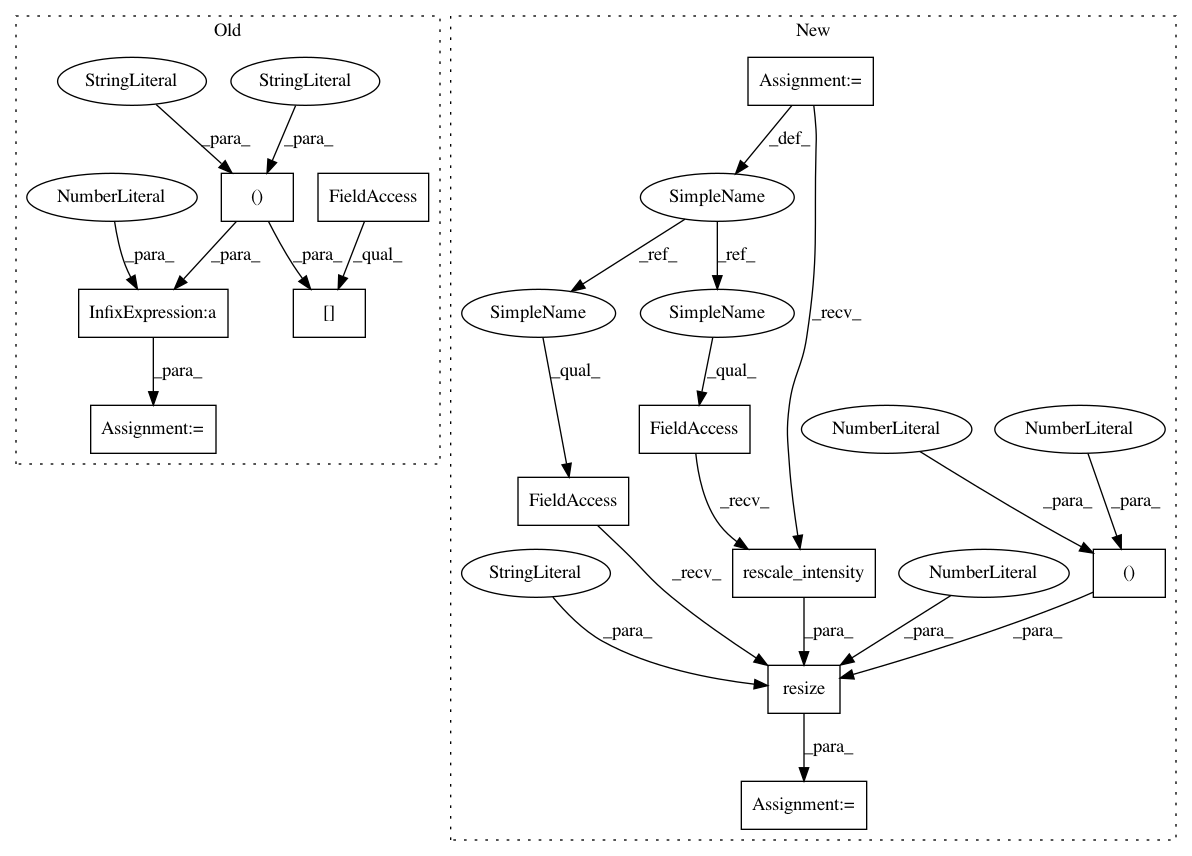 Old
New
StringLiteral
StringLiteral
Assignment:=
_para_
_para_
_def_
NumberLiteral
()
FieldAccess
SimpleName
_para_
_para_
_para_
_qual_
_ref_
_ref_
InfixExpression:a
[]
SimpleName
SimpleName
_recv_
_para_
_qual_
_qual_
Assignment:=
FieldAccess
NumberLiteral
NumberLiteral
FieldAccess
_recv_
_para_
_para_
StringLiteral
_recv_
rescale_intensity
NumberLiteral
()
_para_
_para_
_para_
_para_
resize
_para_
Assignment:=